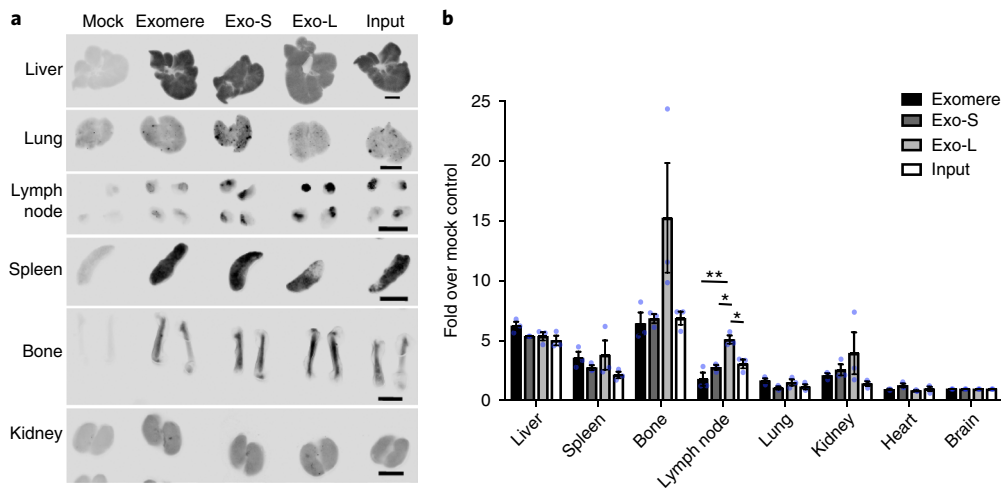 a
Mock Exomere Exo-S Exo-L Input
Liver
Lung
Lymph
node
Spleen
Bone
Kidney
b
25
20
15
10
5
0
Fold over mock control
Exomere
Exo-S
Exo-L
Input
**
*
*
Liver
Spleen
Bone
Lymph node
Lung
Kidney
Heart
Brain